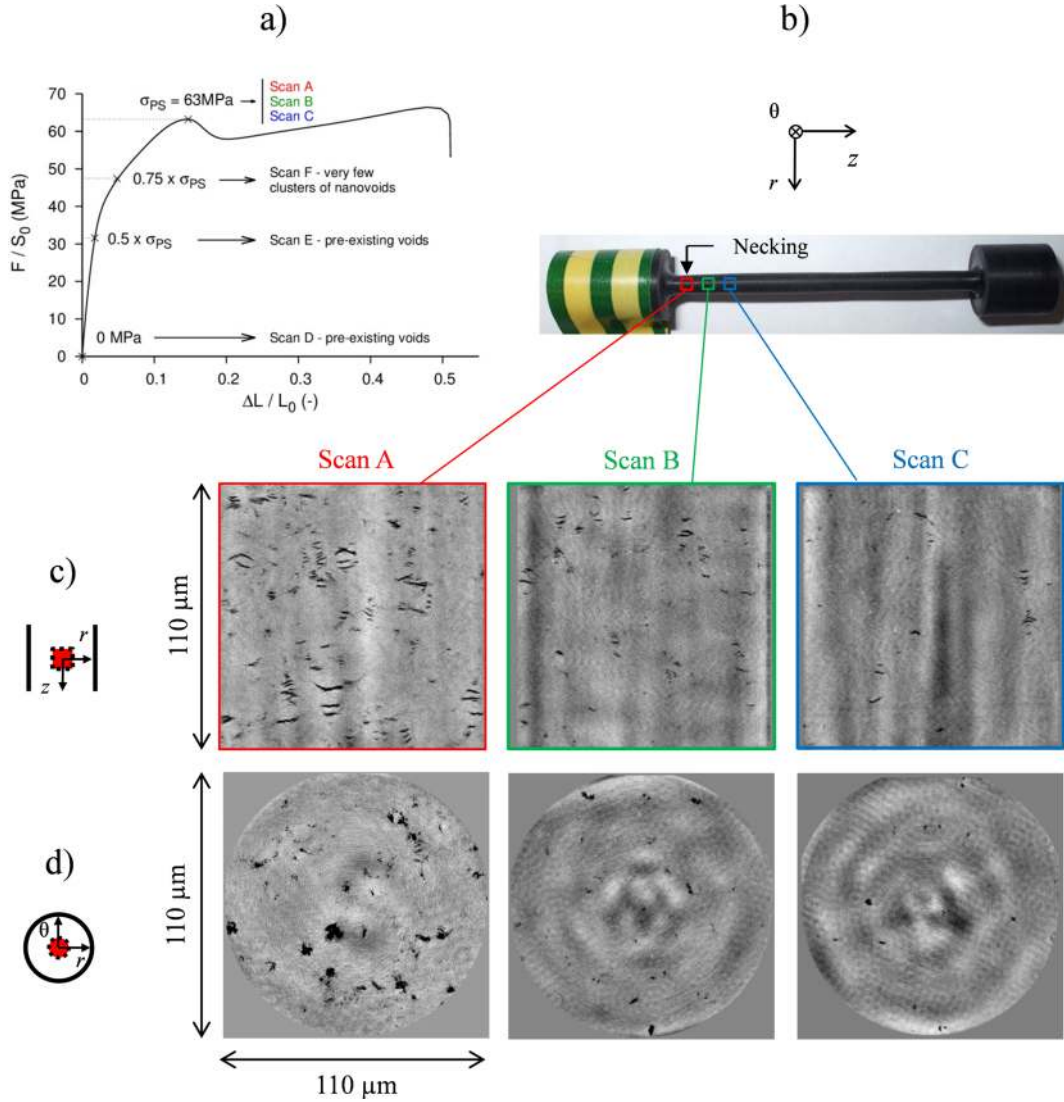 a)
b)
F / S₀ (MPa)
70
60
50
40
30
20
10
0
σPS = 63MPa
Scan A
Scan B
Scan C
0.75 x σPS
Scan F - very few
clusters of nanovoids
0.5 x σPS
Scan E - pre-existing voids
0 MPa
Scan D - pre-existing voids
0 0.1 0.2 0.3 0.4 0.5
ΔL / L₀ (-)
θ
z
r
Necking
Scan A
Scan B
Scan C
c)
r
z
110 μm
d)
θ
r
110 μm
110 μm